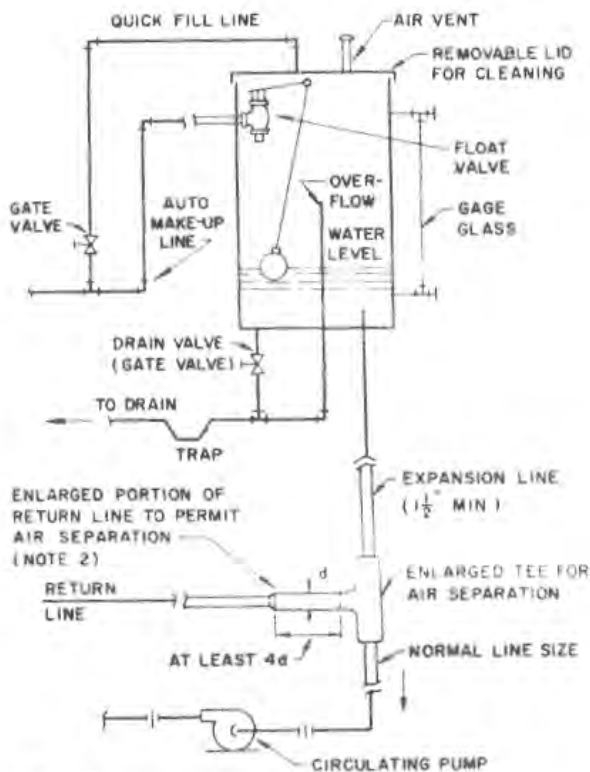 QUICK FILL LINE
AIR VENT
REMOVABLE LID
FOR CLEANING
FLOAT
VALVE
OVER-
FLOW
AUTO
MAKE-UP
LINE
GATE
VALVE
GAGE
GLASS
WATER
LEVEL
DRAIN VALVE
(GATE VALVE)
TO DRAIN
TRAP
EXPANSION LINE
(1 1/2" MIN)
ENLARGED PORTION OF
RETURN LINE TO PERMIT
AIR SEPARATION
(NOTE 2)
d
ENLARGED TEE FOR
AIR SEPARATION
RETURN
LINE
AT LEAST 4d
NORMAL LINE SIZE
CIRCULATING PUMP